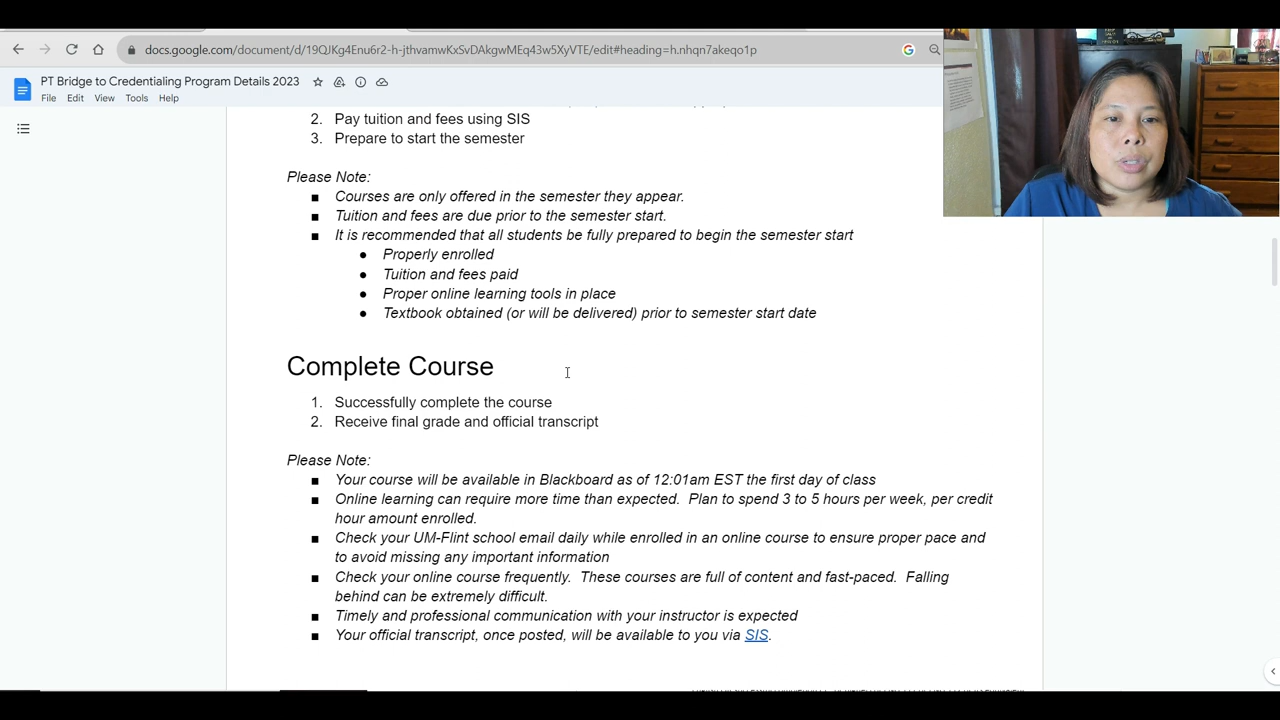 docs.google.com/document/d/19QJKg4Enu6r2-h-jhvomwKxSvDAkgwMEq43w5XyVTE/edit#heading=h.nhqn7akeqo1p
PT Bridge to Credentialing Program Details 2023
File Edit View Tools Help
2. Pay tuition and fees using SIS
3. Prepare to start the semester
Please Note:
■ Courses are only offered in the semester they appear.
■ Tuition and fees are due prior to the semester start.
■ It is recommended that all students be fully prepared to begin the semester start
● Properly enrolled
● Tuition and fees paid
● Proper online learning tools in place
● Textbook obtained (or will be delivered) prior to semester start date
Complete Course
1. Successfully complete the course
2. Receive final grade and official transcript
Please Note:
■ Your course will be available in Blackboard as of 12:01am EST the first day of class
■ Online learning can require more time than expected. Plan to spend 3 to 5 hours per week, per credit
hour amount enrolled.
■ Check your UM-Flint school email daily while enrolled in an online course to ensure proper pace and
to avoid missing any important information
■ Check your online course frequently. These courses are full of content and fast-paced. Falling
behind can be extremely difficult.
■ Timely and professional communication with your instructor is expected
■ Your official transcript, once posted, will be available to you via SIS.